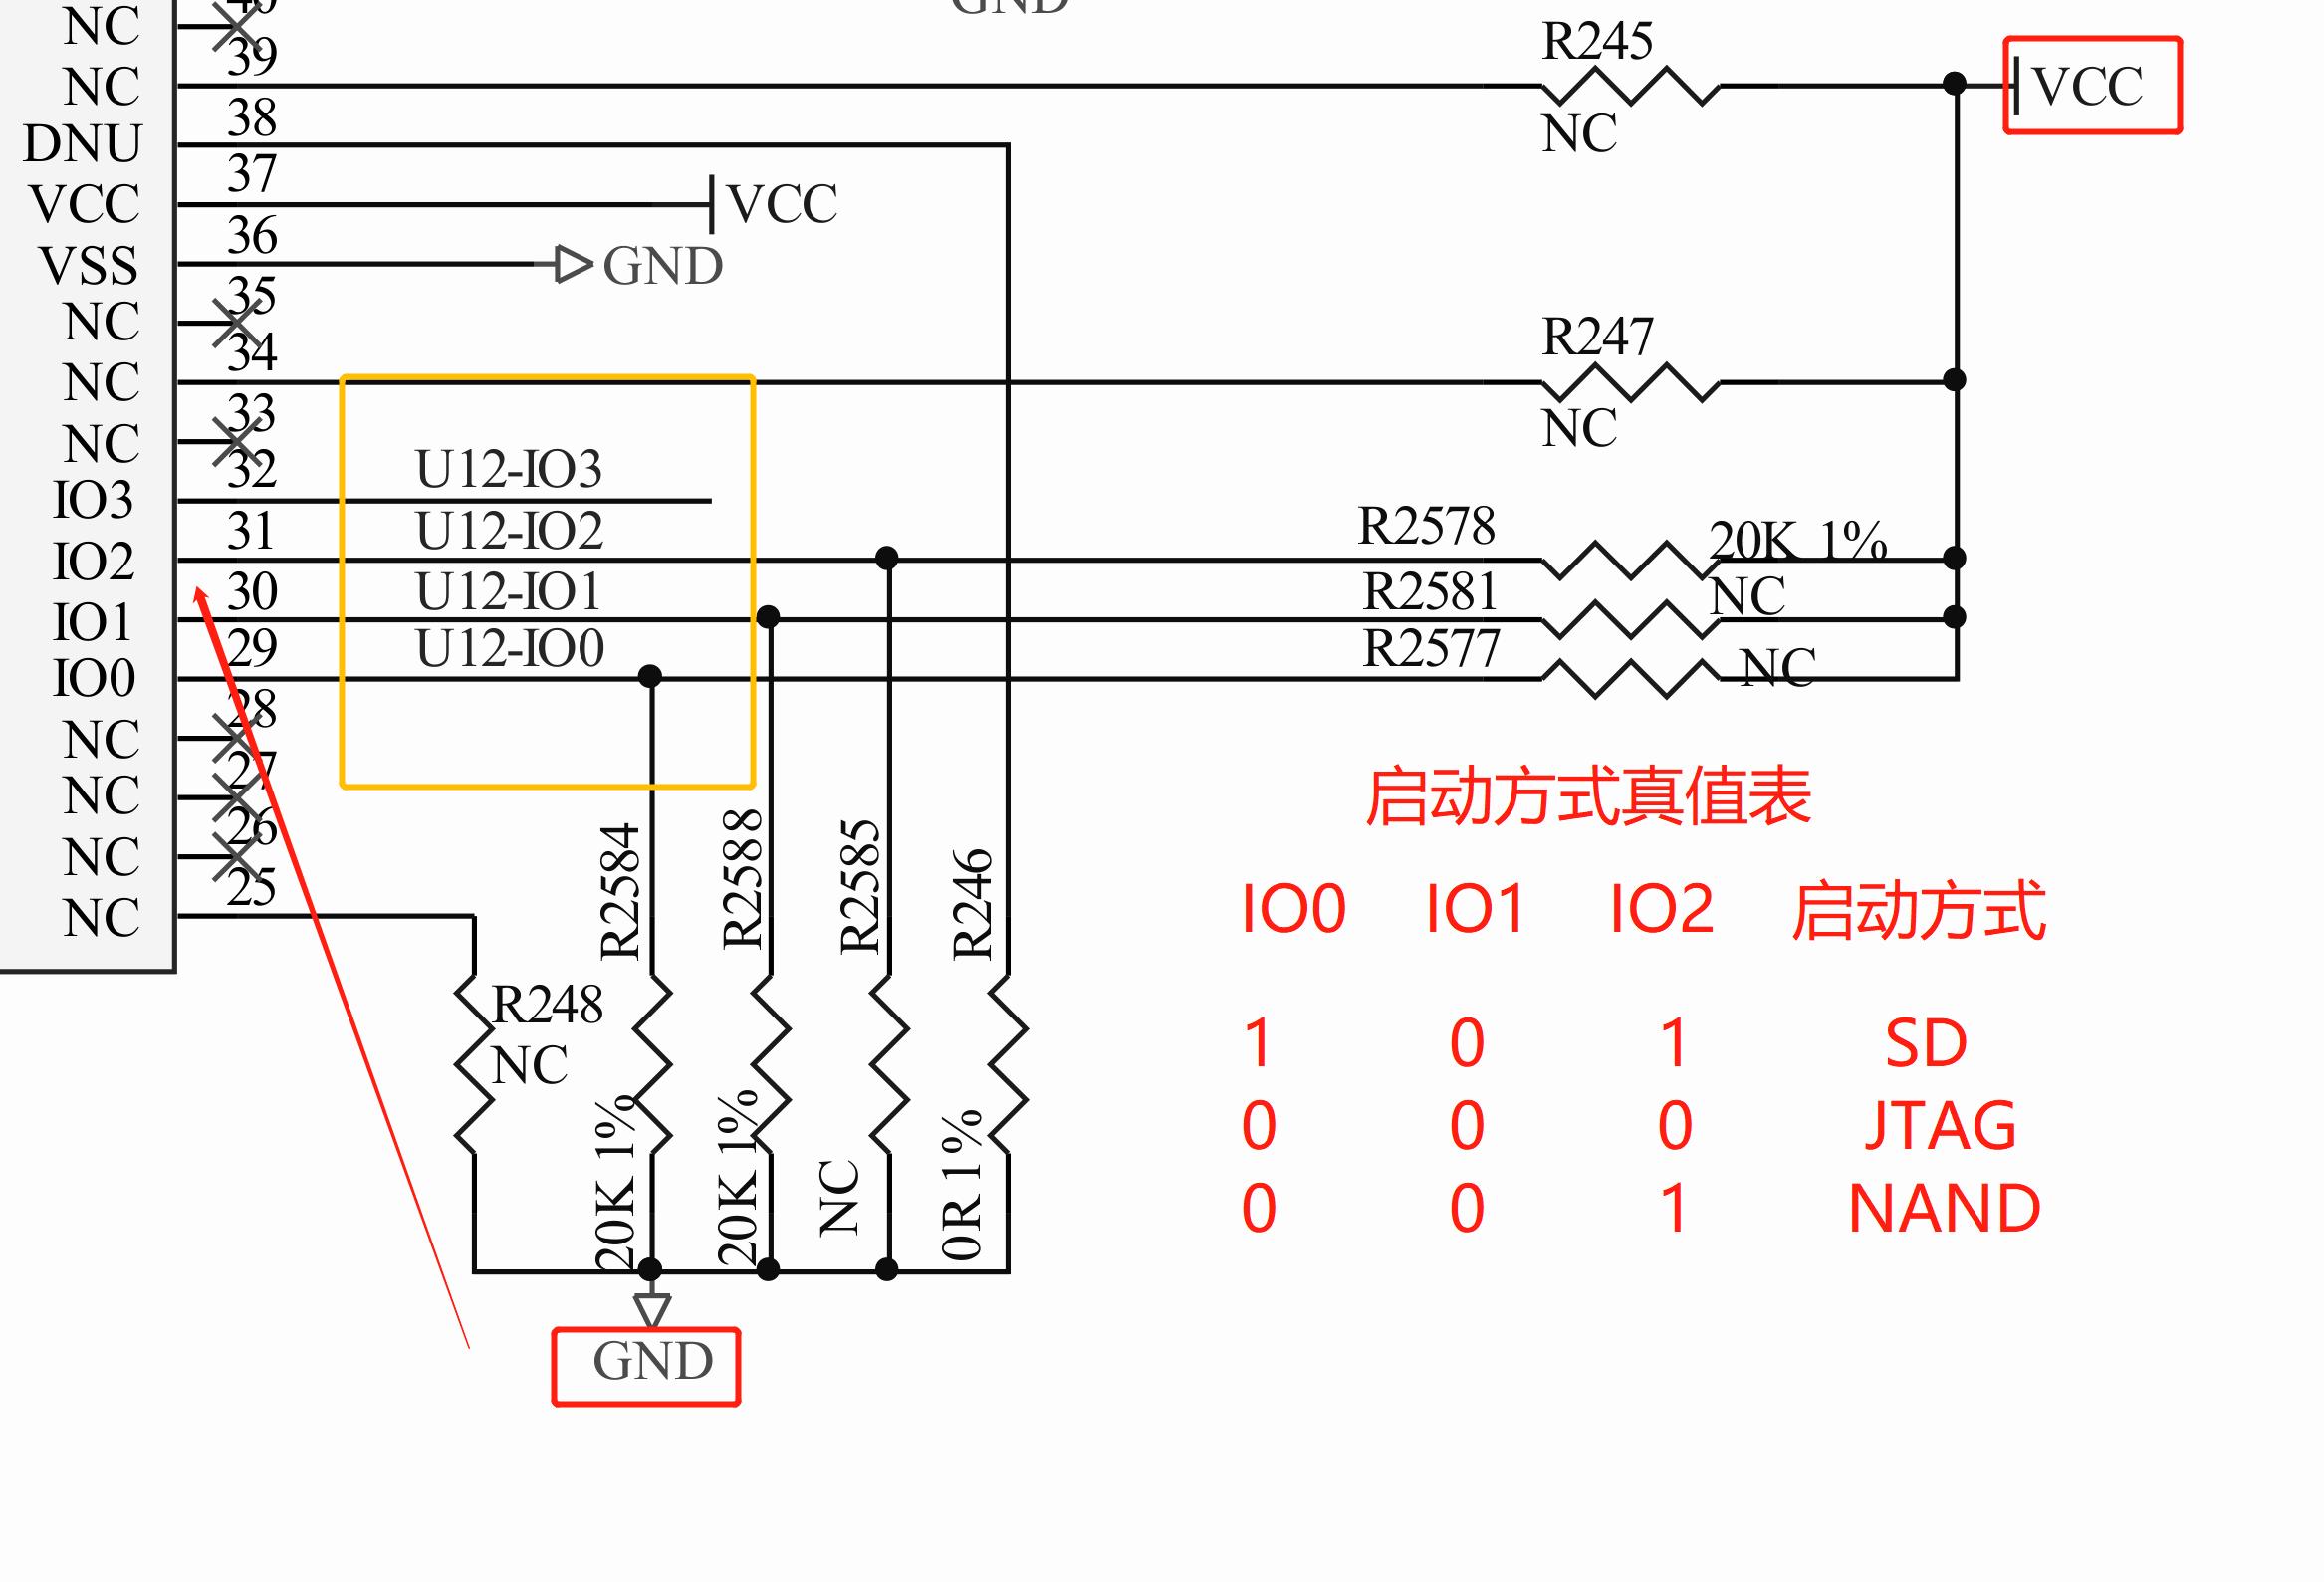 40
GND
NC
39
R245
NC
VCC
38
NC
DNU
37
VCC
VCC
36
VSS
GND
35
NC
34
R247
NC
33
NC
NC
32
U12-IO3
IO3
31
U12-IO2
R2578
20K 1%
IO2
30
U12-IO1
R2581
NC
IO1
29
U12-IO0
R2577
NC
IO0
28
NC
27
NC
26
NC
25
NC
启动方式真值表
IO0 IO1 IO2 启动方式
1 0 1 SD
0 0 0 JTAG
0 0 1 NAND
R248
NC
R2584
20K 1%
R2588
20K 1%
R2585
NC
R246
0R 1%
GND